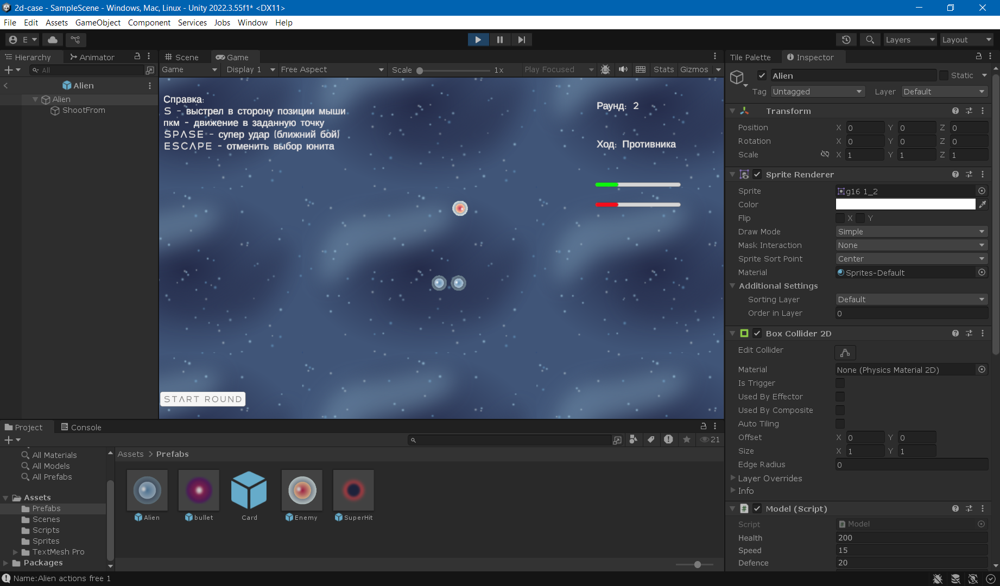 2d-case - SampleScene - Windows, Mac, Linux - Unity 2022.3.55f1* <DX11>
File Edit Assets GameObject Component Services Jobs Window Help
E Layers Layout
Hierarchy Animator
All
Alien
Alien
ShootFrom
Scene Game
Game Display 1 Free Aspect Scale 1x Play Focused Stats Gizmos
Справка:
S - выстрел в сторону позиции мыши
пкм - движение в заданную точку
SPASE - супер удар (ближний бой)
ESCAPE - отменить выбор юнита
Раунд: 2
Ход: Противника
START ROUND
Tile Palette Inspector
Alien Static
Tag Untagged Layer Default
Transform
Position X 0 Y 0 Z 0
Rotation X 0 Y 0 Z 0
Scale X 1 Y 1 Z 1
Sprite Renderer
Sprite g16 1_2
Color
Flip X Y
Draw Mode Simple
Mask Interaction None
Sprite Sort Point Center
Material Sprites-Default
Additional Settings
Sorting Layer Default
Order in Layer 0
Box Collider 2D
Edit Collider
Material None (Physics Material 2D)
Is Trigger
Used By Effector
Used By Composite
Auto Tiling
Offset X 0 Y 0
Size X 1 Y 1
Edge Radius 0
Layer Overrides
Info
# Model (Script)
Script Model
Health 200
Speed 15
Defence 20
Project Console
21
All Materials
All Models
All Prefabs
Assets
Prefabs
Scenes
Scripts
Sprites
TextMesh Pro
Packages
Assets > Prefabs
Alien bullet Card Enemy SuperHit
Name:Alien actions free 1